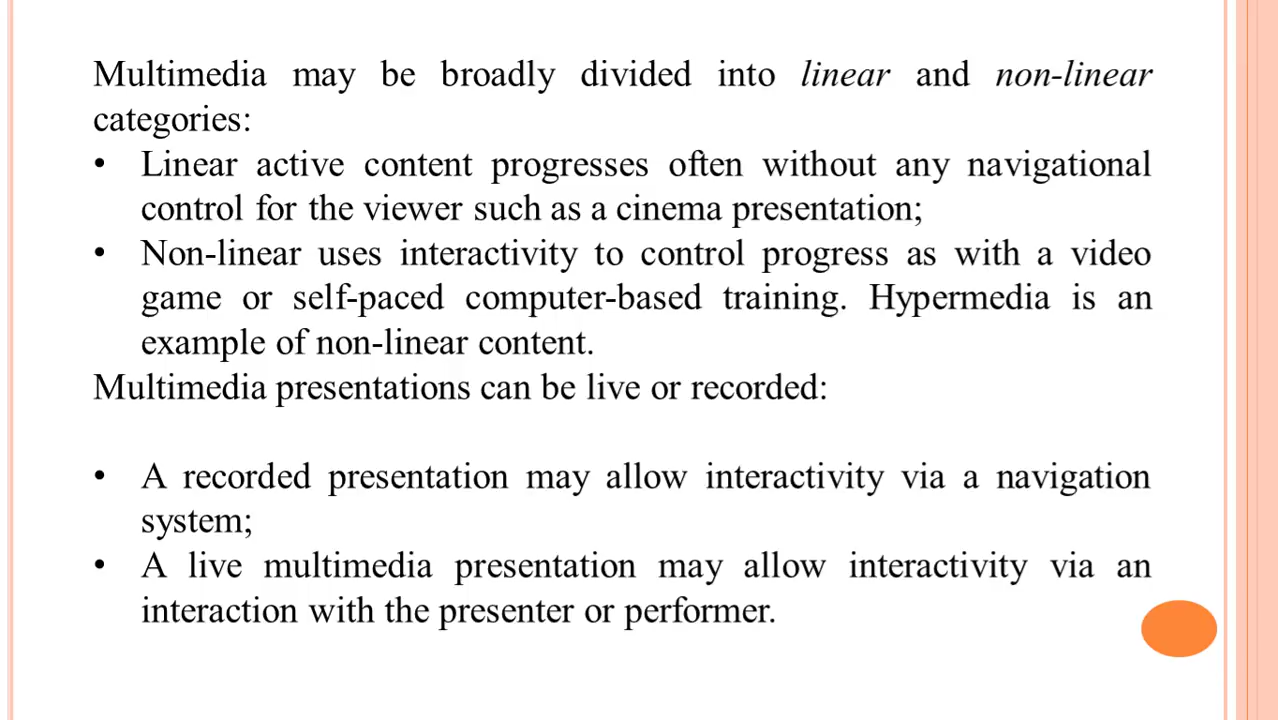 Multimedia may be broadly divided into linear and non-linear
categories:
• Linear active content progresses often without any navigational
control for the viewer such as a cinema presentation;
• Non-linear uses interactivity to control progress as with a video
game or self-paced computer-based training. Hypermedia is an
example of non-linear content.
Multimedia presentations can be live or recorded:
• A recorded presentation may allow interactivity via a navigation
system;
• A live multimedia presentation may allow interactivity via an
interaction with the presenter or performer.